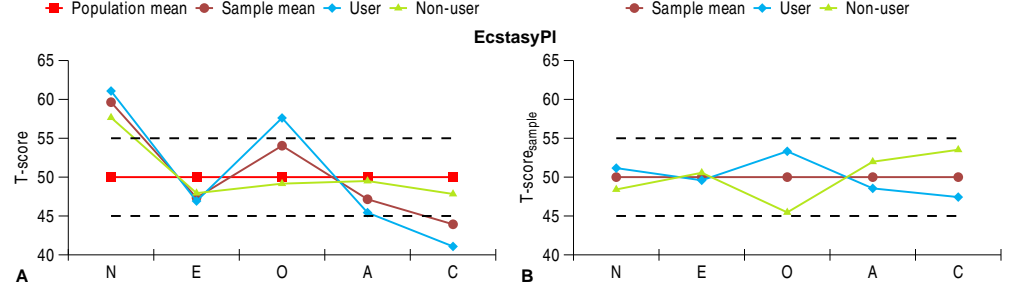 Population mean Sample mean User Non-user
Sample mean User Non-user
EcstasyPl
T-score
65
60
55
50
45
40
N E O A C
A
T-score_sample
65
60
55
50
45
40
N E O A C
B